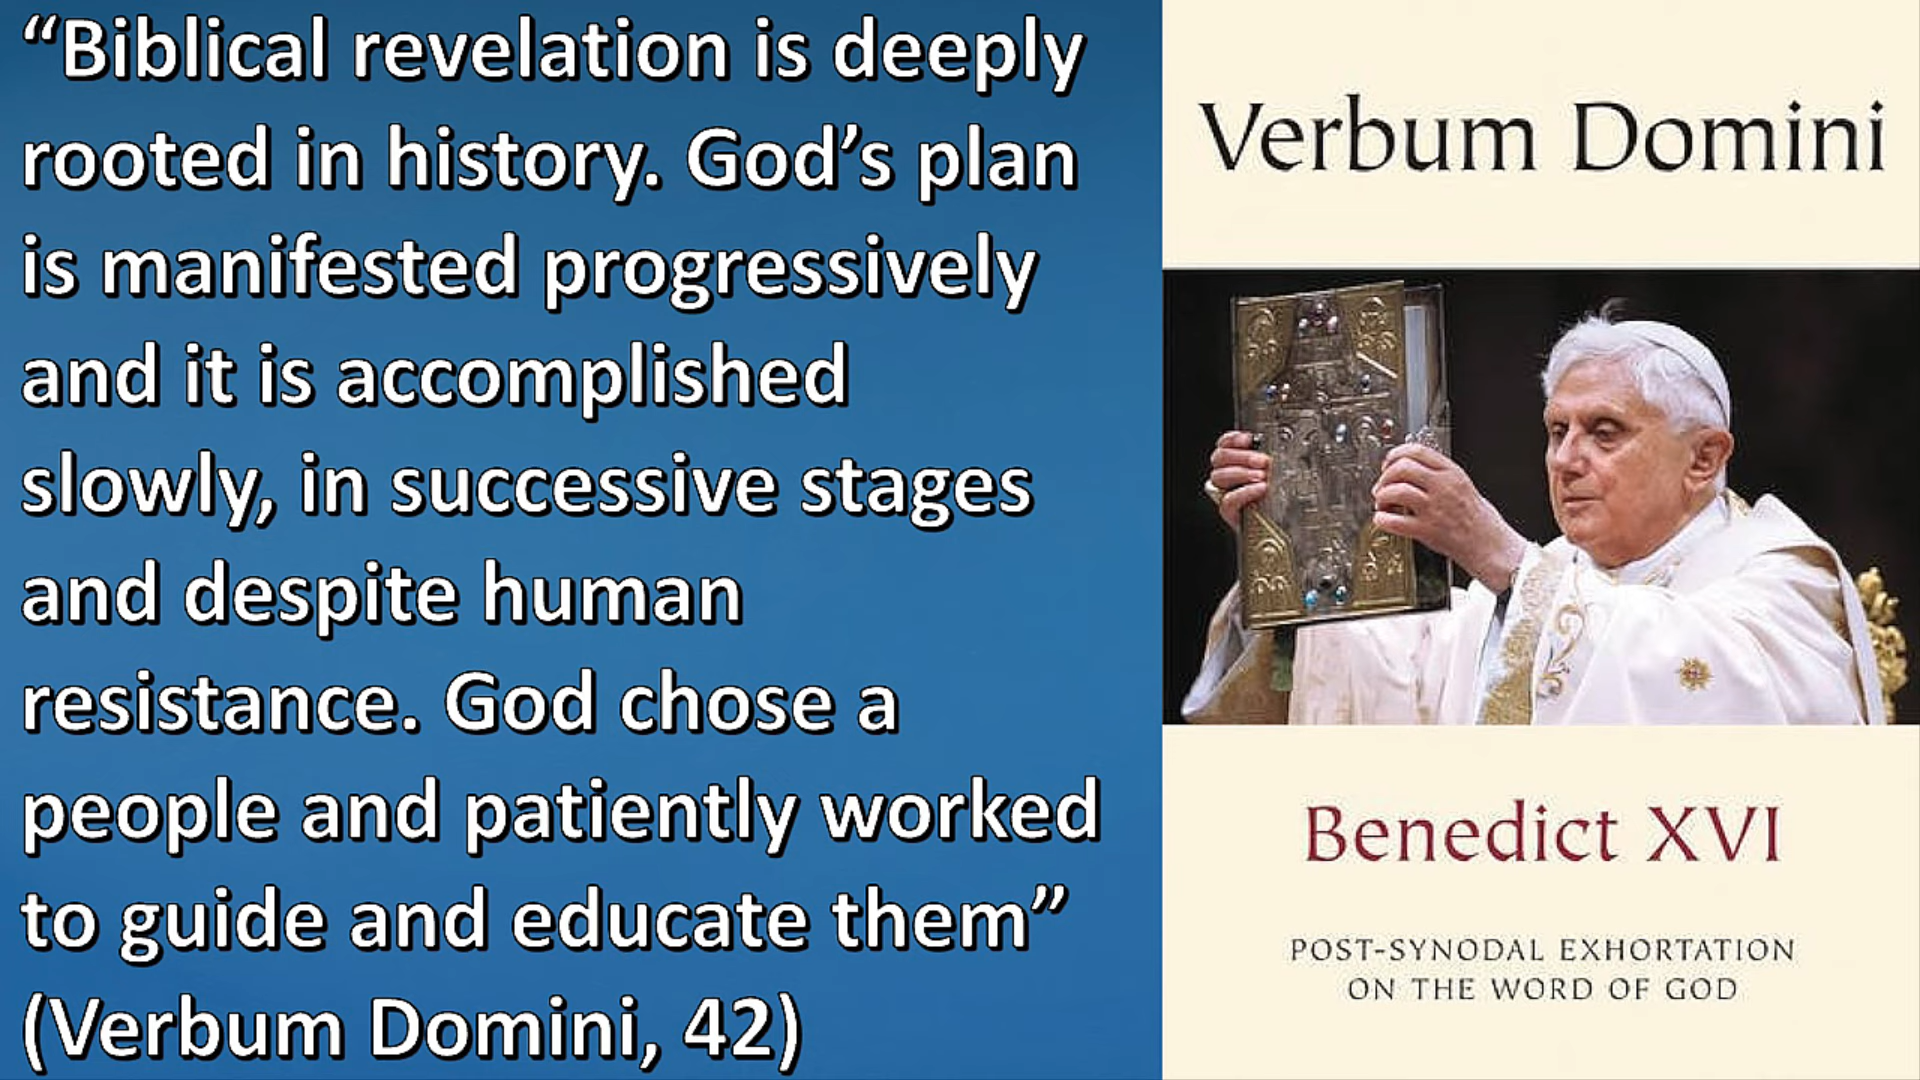 “Biblical revelation is deeply
rooted in history. God’s plan
is manifested progressively
and it is accomplished
slowly, in successive stages
and despite human
resistance. God chose a
people and patiently worked
to guide and educate them”
(Verbum Domini, 42)
Verbum Domini
Benedict XVI
POST-SYNODAL EXHORTATION
ON THE WORD OF GOD